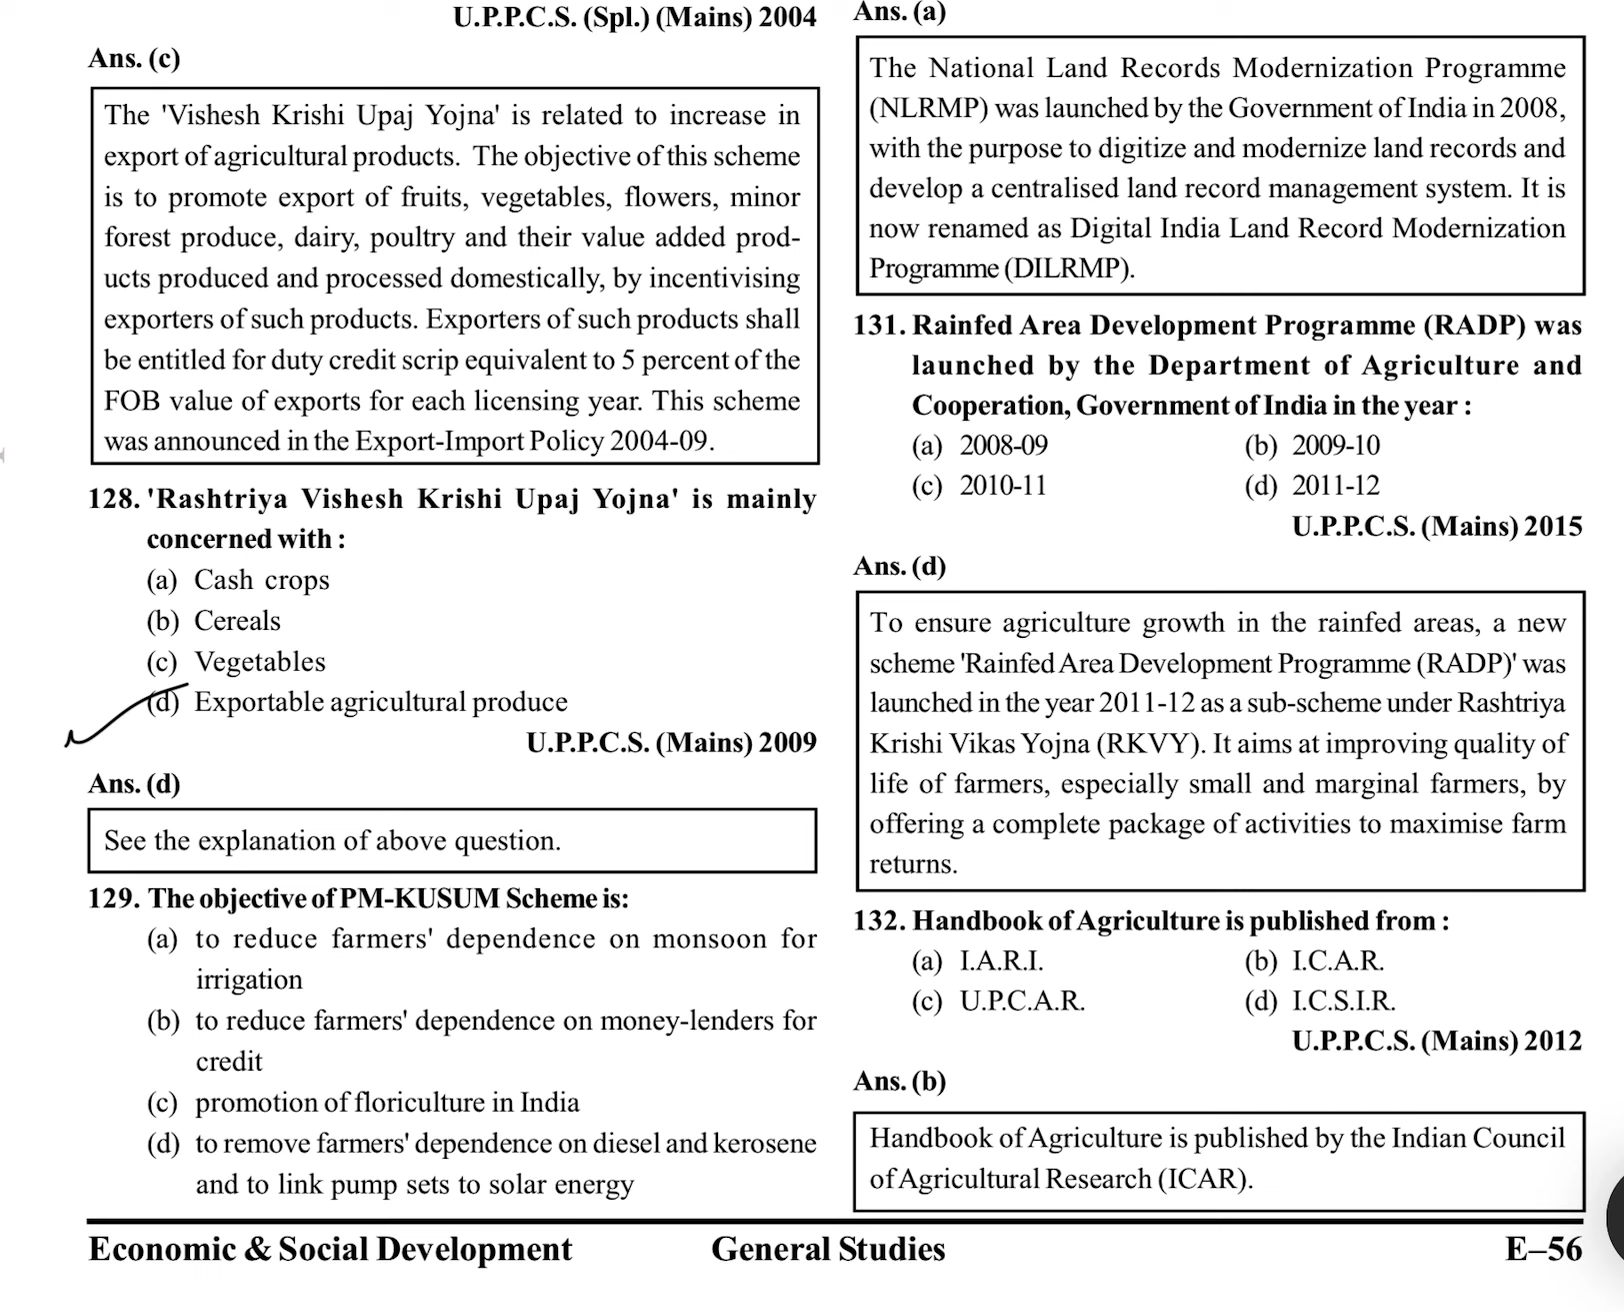 U.P.P.C.S. (Spl.) (Mains) 2004
Ans. (c)
The 'Vishesh Krishi Upaj Yojna' is related to increase in
export of agricultural products. The objective of this scheme
is to promote export of fruits, vegetables, flowers, minor
forest produce, dairy, poultry and their value added prod-
ucts produced and processed domestically, by incentivising
exporters of such products. Exporters of such products shall
be entitled for duty credit scrip equivalent to 5 percent of the
FOB value of exports for each licensing year. This scheme
was announced in the Export-Import Policy 2004-09.
128. 'Rashtriya Vishesh Krishi Upaj Yojna' is mainly
concerned with :
(a) Cash crops
(b) Cereals
(c) Vegetables
(d) Exportable agricultural produce
U.P.P.C.S. (Mains) 2009
Ans. (d)
See the explanation of above question.
129. The objective of PM-KUSUM Scheme is:
(a) to reduce farmers' dependence on monsoon for
irrigation
(b) to reduce farmers' dependence on money-lenders for
credit
(c) promotion of floriculture in India
(d) to remove farmers' dependence on diesel and kerosene
and to link pump sets to solar energy
Ans. (a)
The National Land Records Modernization Programme
(NLRMP) was launched by the Government of India in 2008,
with the purpose to digitize and modernize land records and
develop a centralised land record management system. It is
now renamed as Digital India Land Record Modernization
Programme (DILRMP).
131. Rainfed Area Development Programme (RADP) was
launched by the Department of Agriculture and
Cooperation, Government of India in the year :
(a) 2008-09 (b) 2009-10
(c) 2010-11 (d) 2011-12
U.P.P.C.S. (Mains) 2015
Ans. (d)
To ensure agriculture growth in the rainfed areas, a new
scheme 'Rainfed Area Development Programme (RADP)' was
launched in the year 2011-12 as a sub-scheme under Rashtriya
Krishi Vikas Yojna (RKVY). It aims at improving quality of
life of farmers, especially small and marginal farmers, by
offering a complete package of activities to maximise farm
returns.
132. Handbook of Agriculture is published from :
(a) I.A.R.I. (b) I.C.A.R.
(c) U.P.C.A.R. (d) I.C.S.I.R.
U.P.P.C.S. (Mains) 2012
Ans. (b)
Handbook of Agriculture is published by the Indian Council
of Agricultural Research (ICAR).
Economic & Social Development General Studies E–56